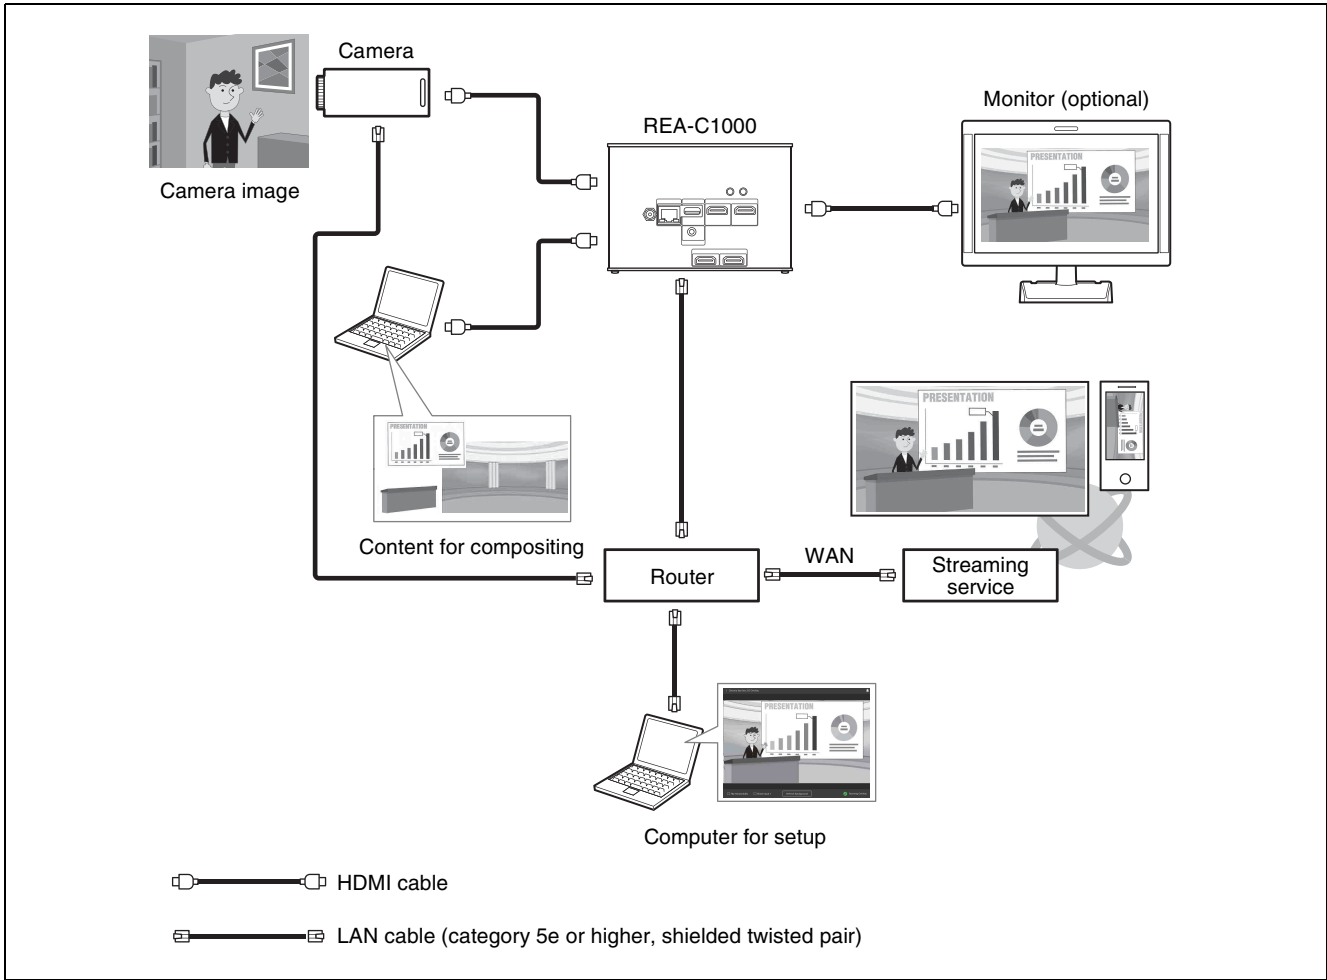 Camera
Camera image
REA-C1000
Monitor (optional)
PRESENTATION
PRESENTATION
PRESENTATION
Content for compositing
Router
WAN
Streaming
service
PRESENTATION
Computer for setup
HDMI cable
LAN cable (category 5e or higher, shielded twisted pair)